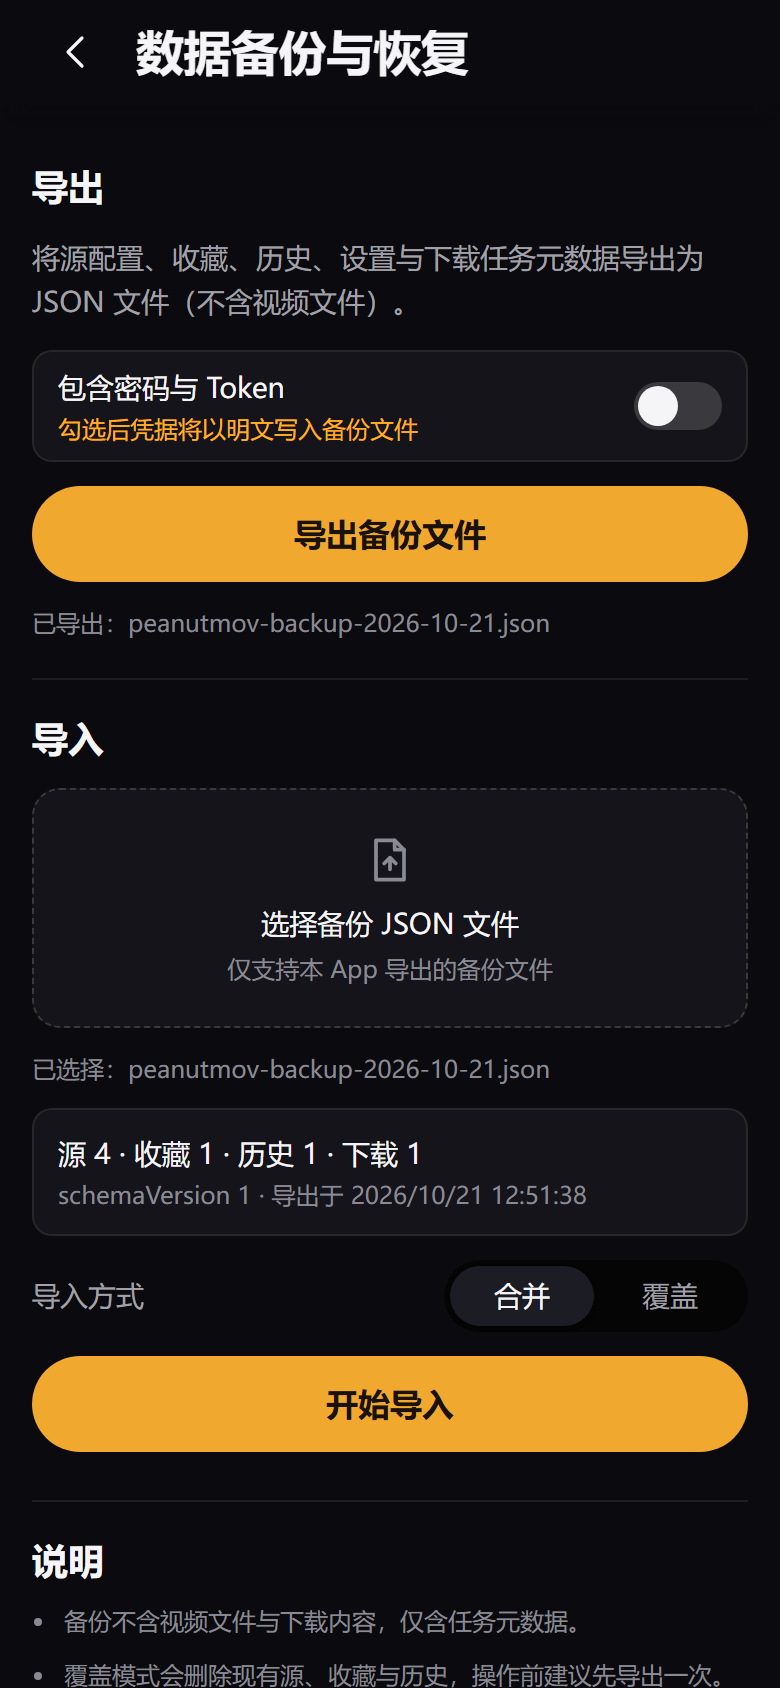 数据备份与恢复
导出
将源配置、收藏、历史、设置与下载任务元数据导出为
JSON 文件（不含视频文件）。
包含密码与 Token
勾选后凭据将以明文写入备份文件
导出备份文件
已导出：peanutmov-backup-2026-10-21.json
导入
选择备份 JSON 文件
仅支持本 App 导出的备份文件
已选择：peanutmov-backup-2026-10-21.json
源 4 · 收藏 1 · 历史 1 · 下载 1
schemaVersion 1 · 导出于 2026/10/21 12:51:38
导入方式 合并 覆盖
开始导入
说明
• 备份不含视频文件与下载内容，仅含任务元数据。
• 覆盖模式会删除现有源、收藏与历史，操作前建议先导出一次。